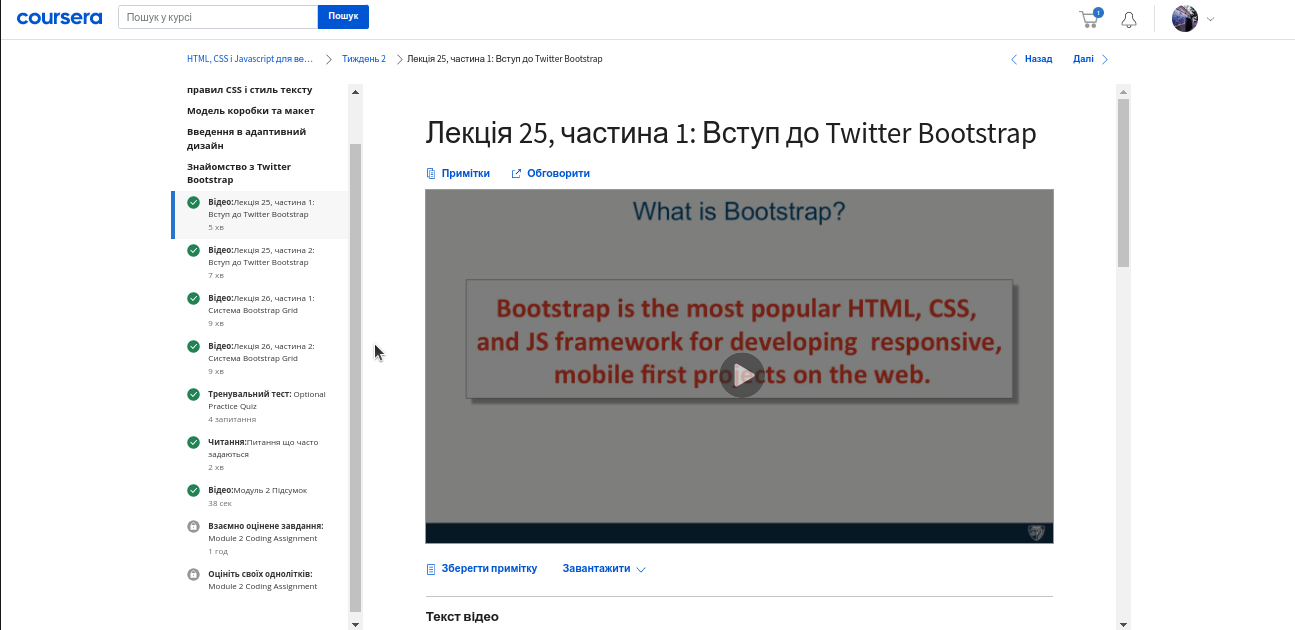 coursera
Пошук у курсі
Пошук
1
HTML, CSS і Javascript для ве...
Тиждень 2
Лекція 25, частина 1: Вступ до Twitter Bootstrap
Назад
Далі
правил CSS і стиль тексту
Модель коробки та макет
Введення в адаптивний
дизайн
Знайомство з Twitter
Bootstrap
Відео:Лекція 25, частина 1:
Вступ до Twitter Bootstrap
5 хв
Відео:Лекція 25, частина 2:
Вступ до Twitter Bootstrap
7 хв
Відео:Лекція 26, частина 1:
Система Bootstrap Grid
9 хв
Відео:Лекція 26, частина 2:
Система Bootstrap Grid
9 хв
Тренувальний тест: Optional
Practice Quiz
4 запитання
Читання:Питання що часто
задаються
2 хв
Відео:Модуль 2 Підсумок
38 сек
Взаємно оцінене завдання:
Module 2 Coding Assignment
1 год
Оцініть своїх однолітків:
Module 2 Coding Assignment
Лекція 25, частина 1: Вступ до Twitter Bootstrap
Примітки
Обговорити
What is Bootstrap?
Bootstrap is the most popular HTML, CSS,
and JS framework for developing responsive,
mobile first projects on the web.
Зберегти примітку
Завантажити
Текст відео